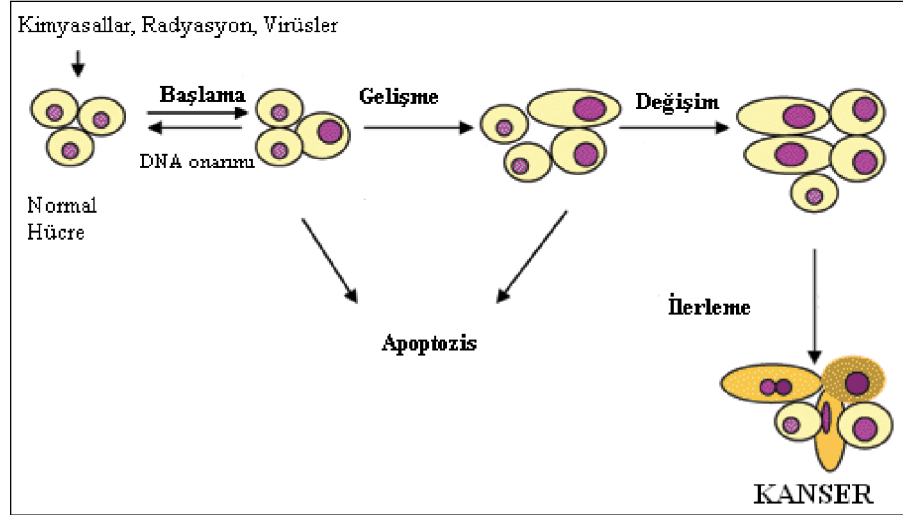 Kimyasallar, Radyasyon, Virüsler
Başlama
Gelişme
Değişim
DNA onarımı
Normal
Hücre
İlerleme
Apoptozis
KANSER